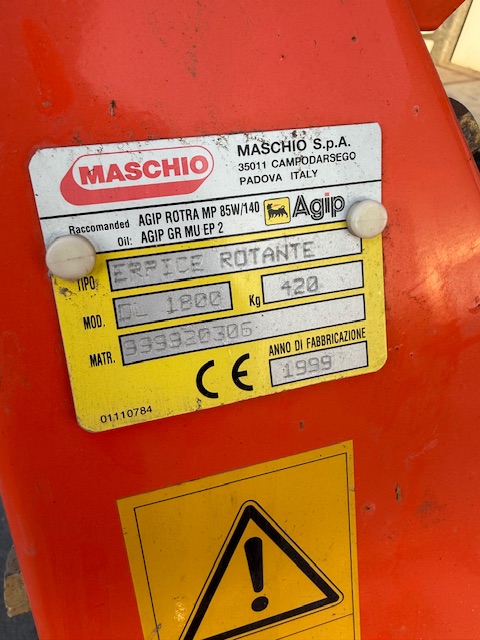 MASCHIO
MASCHIO S.p.A.
35011 CAMPODARSEGO
PADOVA ITALY
Raccomanded AGIP ROTRA MP 85W/140
Oil: AGIP GR MU EP 2
Agip
TIPO ERPICE ROTANTE
MOD. DL 1800 Kg 420
MATR. 999920306
CE ANNO DI FABBRICAZIONE
1999
01110784